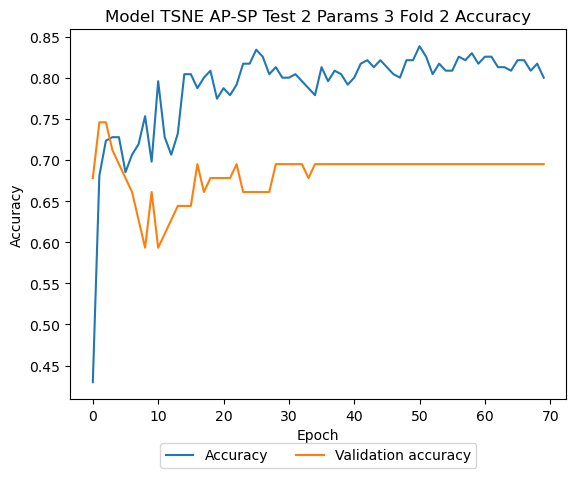 Model TSNE AP-SP Test 2 Params 3 Fold 2 Accuracy
0.85
0.80
0.75
0.70
0.65
0.60
0.55
0.50
0.45
Accuracy
0 10 20 30 40 50 60 70
Epoch
Accuracy Validation accuracy